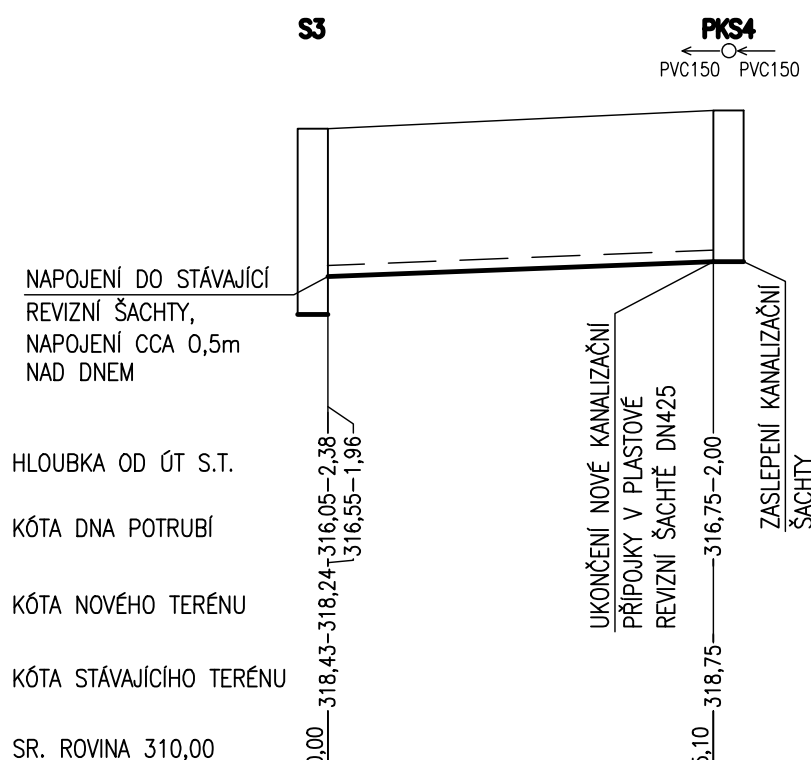 S3
PKS4
PVC150 PVC150
NAPOJENÍ DO STÁVAJÍCÍ
REVIZNÍ ŠACHTY,
NAPOJENÍ CCA 0,5m
NAD DNEM
UKONČENÍ NOVÉ KANALIZAČNÍ
PŘÍPOJKY V PLASTOVÉ
REVIZNÍ ŠACHTĚ DN425
ZASLEPENÍ KANALIZAČNÍ
ŠACHTY
HLOUBKA OD ÚT S.T.
2,38
1,96
2,00
KÓTA DNA POTRUBÍ
316,05
316,55
316,75
KÓTA NOVÉHO TERÉNU
318,24
KÓTA STÁVAJÍCÍHO TERÉNU
318,43
318,75
SR. ROVINA 310,00